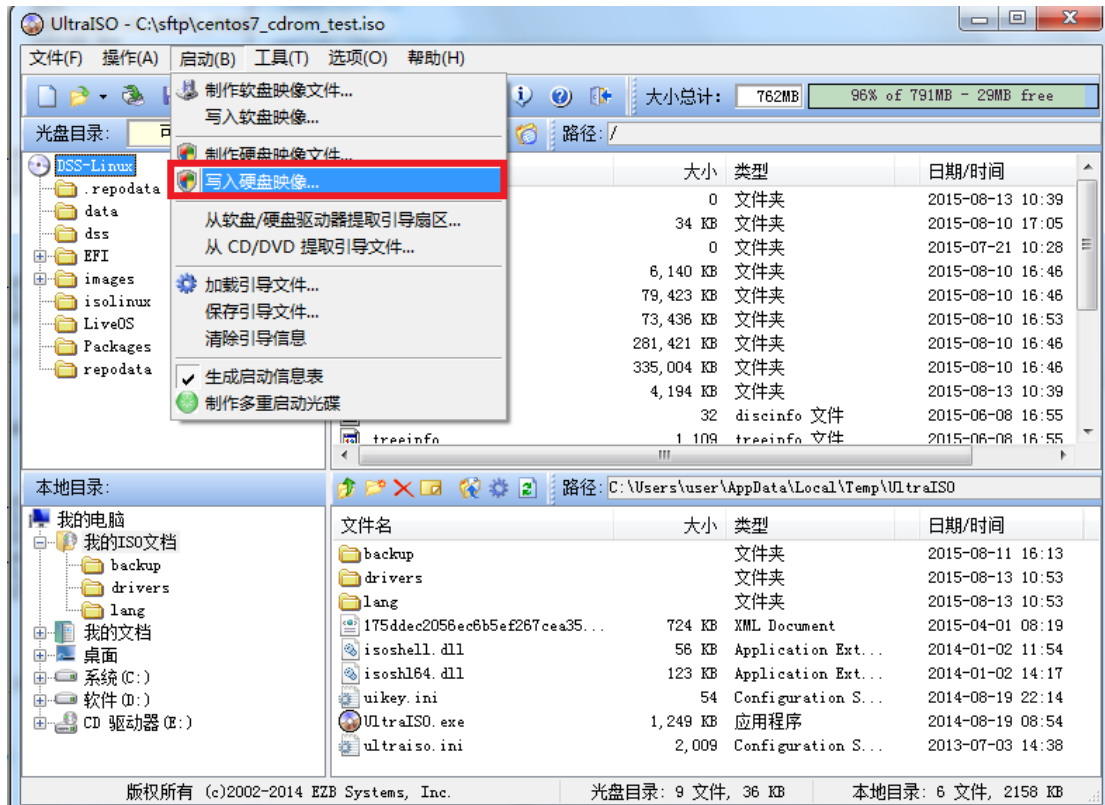 UltraISO - C:\sftp\centos7_cdrom_test.iso
文件(F) 操作(A) 启动(B) 工具(T) 选项(O) 帮助(H)
大小总计: 762MB 96% of 791MB - 29MB free
光盘目录: 可 路径: /
制作软盘映像文件...
写入软盘映像...
制作硬盘映像文件...
写入硬盘映像...
从软盘/硬盘驱动器提取引导扇区...
从 CD/DVD 提取引导文件...
加载引导文件...
保存引导文件...
清除引导信息
生成启动信息表
制作多重启动光碟
DSS-Linux
.repodata
data
dss
EFI
images
isolinux
LiveOS
Packages
repodata
大小 类型 日期/时间
0 文件夹 2015-08-13 10:39
34 KB 文件夹 2015-08-10 17:05
0 文件夹 2015-07-21 10:28
6,140 KB 文件夹 2015-08-10 16:46
79,423 KB 文件夹 2015-08-10 16:46
73,436 KB 文件夹 2015-08-10 16:53
281,421 KB 文件夹 2015-08-10 16:46
335,004 KB 文件夹 2015-08-10 16:46
4,194 KB 文件夹 2015-08-13 10:39
32 discinfo 文件 2015-06-08 16:55
treeinfo 1,109 treeinfo 文件 2015-06-08 16:55
本地目录: 路径: C:\Users\user\AppData\Local\Temp\UltraISO
我的电脑
我的ISO文档
backup
drivers
lang
我的文档
桌面
系统(C:)
软件(D:)
CD 驱动器(E:)
文件名 大小 类型 日期/时间
backup 文件夹 2015-08-11 16:13
drivers 文件夹 2015-08-13 10:53
lang 文件夹 2015-08-13 10:53
175ddec2056ec6b5ef267cea35... 724 KB XML Document 2015-04-01 08:19
isoshell.dll 56 KB Application Ext... 2014-01-02 11:54
isoshl64.dll 123 KB Application Ext... 2014-01-02 14:17
uikey.ini 54 Configuration S... 2014-08-19 22:14
UltraISO.exe 1,249 KB 应用程序 2014-08-19 08:54
ultraiso.ini 2,009 Configuration S... 2013-07-03 14:38
版权所有 (c)2002-2014 EZB Systems, Inc. 光盘目录: 9 文件, 36 KB 本地目录: 6 文件, 2158 KB